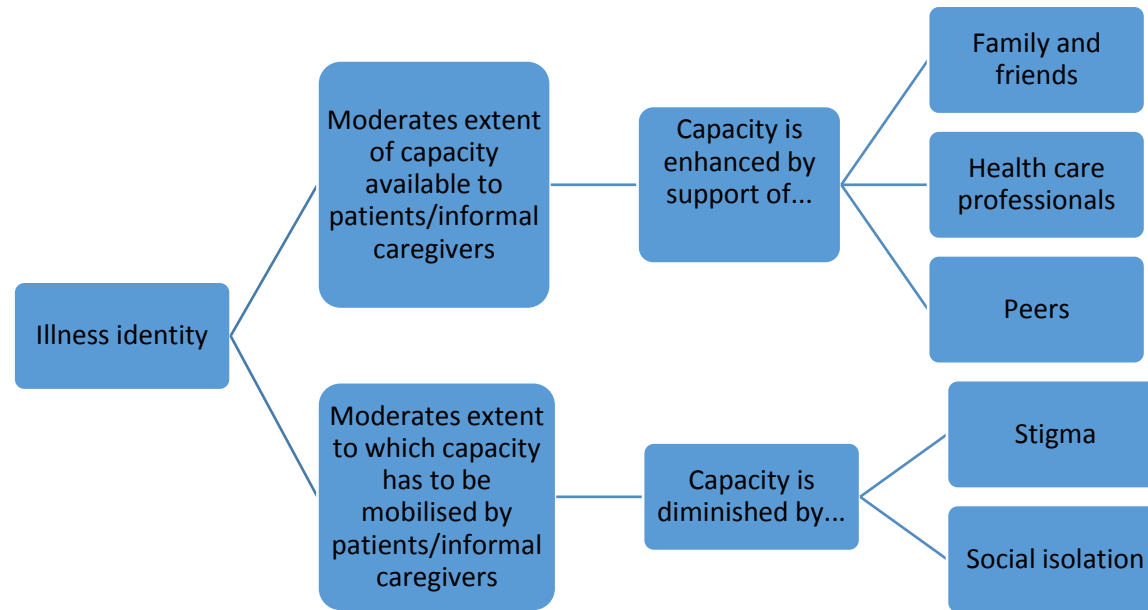 Illness identity
Moderates extent
of capacity
available to
patients/informal
caregivers
Capacity is
enhanced by
support of...
Family and
friends
Health care
professionals
Peers
Moderates extent
to which capacity
has to be
mobilised by
patients/informal
caregivers
Capacity is
diminished by...
Stigma
Social isolation